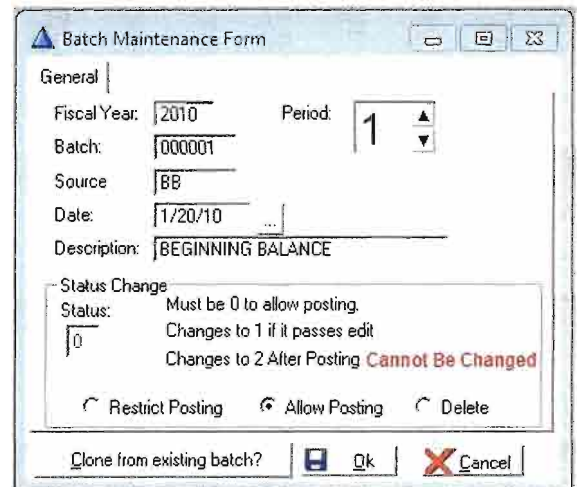 Batch Maintenance Form
General
Fiscal Year: 2010 Period: 1
Batch: 000001
Source BB
Date: 1/20/10 ...
Description: BEGINNING BALANCE
Status Change
Status: Must be 0 to allow posting.
0 Changes to 1 if it passes edit
Changes to 2 After Posting Cannot Be Changed
Restrict Posting Allow Posting Delete
Clone from existing batch? Ok Cancel